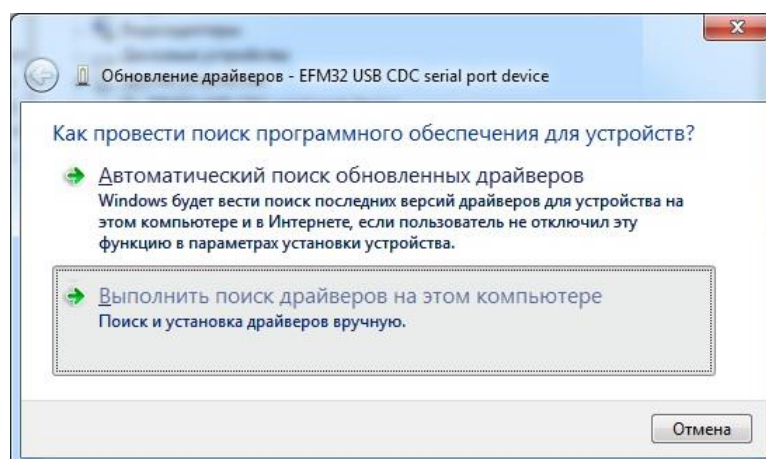 Обновление драйверов - EFM32 USB CDC serial port device
Как провести поиск программного обеспечения для устройств?
Автоматический поиск обновленных драйверов
Windows будет вести поиск последних версий драйверов для устройства на
этом компьютере и в Интернете, если пользователь не отключил эту
функцию в параметрах установки устройства.
Выполнить поиск драйверов на этом компьютере
Поиск и установка драйверов вручную.
Отмена